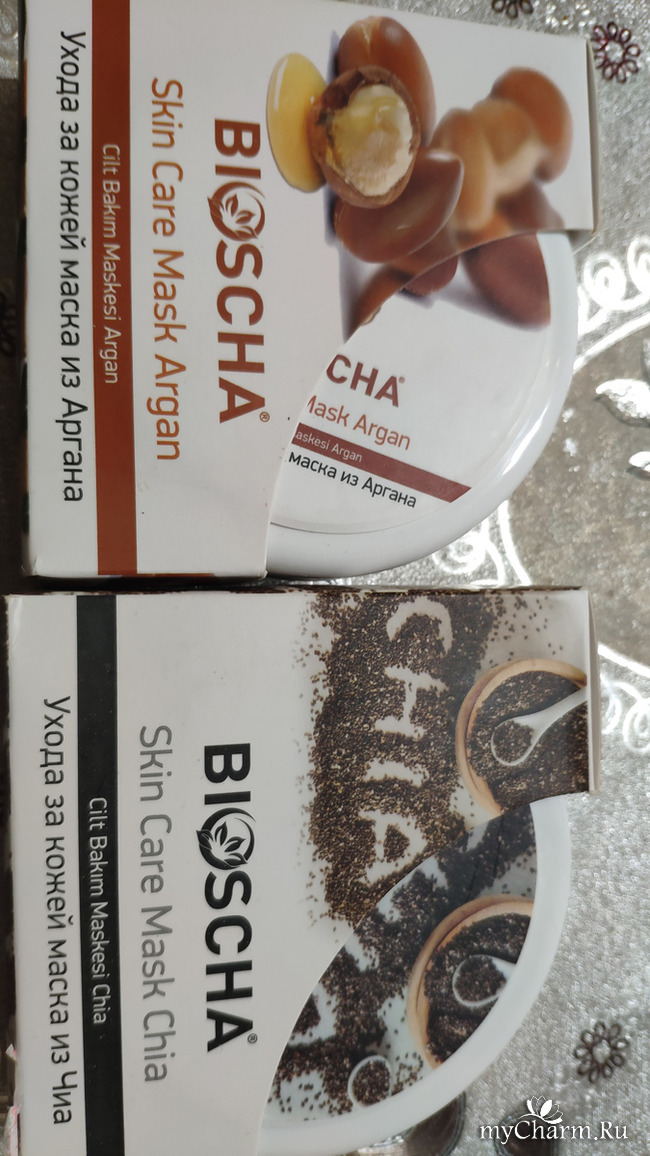 BIOSCHA®
Skin Care Mask Argan
Cilt Bakım Maskesi Argan
Ухода за кожей маска из Аргана
CHA®
Mask Argan
askesi Argan
маска из Аргана
CHIA
BIOSCHA®
Skin Care Mask Chia
Cilt Bakım Maskesi Chia
Ухода за кожей маска из Чиа
myCharm.Ru